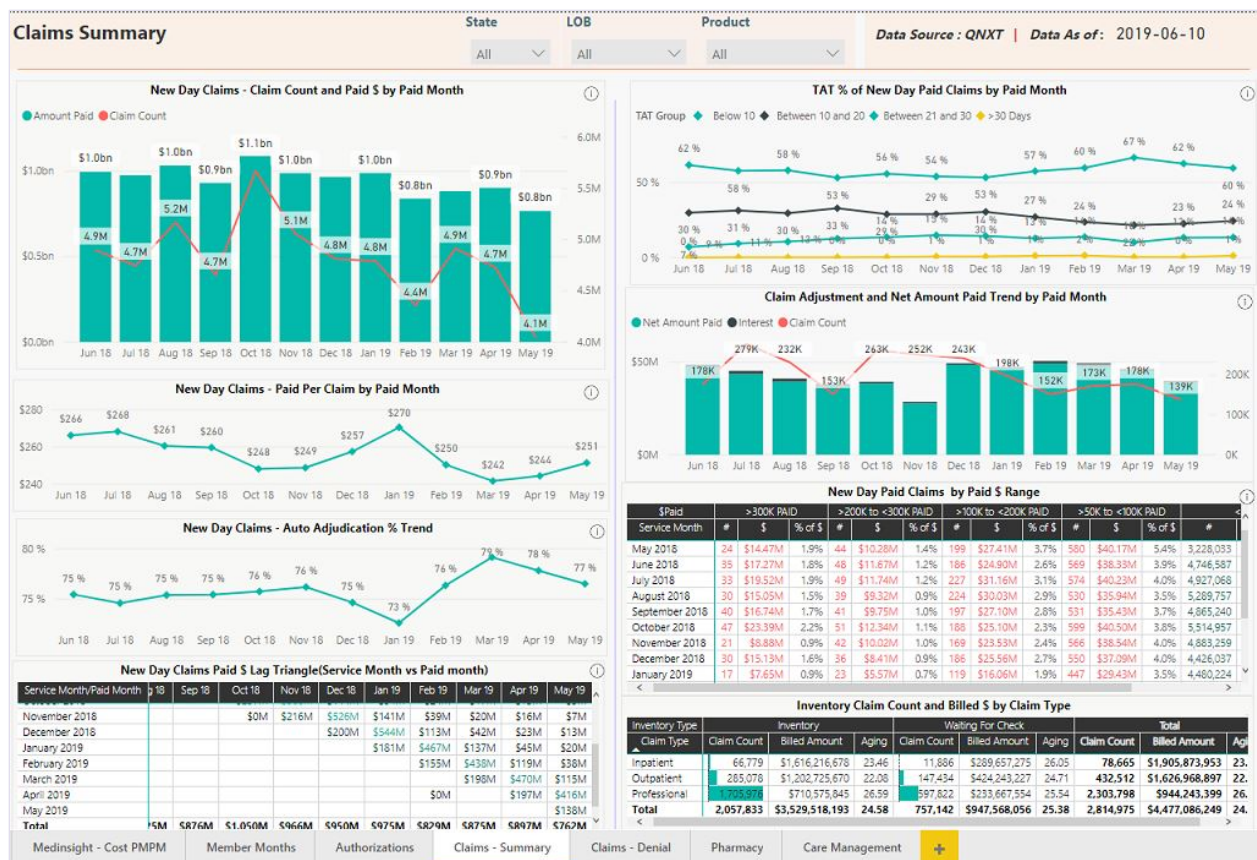 Claims Summary
State LOB Product
All All All
Data Source : QNXT | Data As of : 2019-06-10
New Day Claims - Claim Count and Paid $ by Paid Month
Amount Paid Claim Count
6.0M
$1.1bn
$1.0bn $1.0bn $1.0bn $1.0bn
$0.9bn $0.9bn
$0.8bn $0.8bn
$1.0bn
5.5M
5.2M
5.1M
5.0M
4.9M 4.7M 4.7M 4.8M 4.8M 4.9M 4.7M
$0.5bn
4.4M
4.5M
4.1M
$0.0bn
4.0M
Jun 18 Jul 18 Aug 18 Sep 18 Oct 18 Nov 18 Dec 18 Jan 19 Feb 19 Mar 19 Apr 19 May 19
New Day Claims - Paid Per Claim by Paid Month
$280
$260
$240
$266 $268 $261 $260 $248 $249 $257 $270 $250 $242 $244 $251
Jun 18 Jul 18 Aug 18 Sep 18 Oct 18 Nov 18 Dec 18 Jan 19 Feb 19 Mar 19 Apr 19 May 19
New Day Claims - Auto Adjudication % Trend
80 %
75 %
75 % 75 % 75 % 75 % 76 % 76 % 75 % 73 % 76 % 79 % 78 % 77 %
Jun 18 Jul 18 Aug 18 Sep 18 Oct 18 Nov 18 Dec 18 Jan 19 Feb 19 Mar 19 Apr 19 May 19
New Day Claims Paid $ Lag Triangle(Service Month vs Paid month)
Service Month/Paid Month 18 Sep 18 Oct 18 Nov 18 Dec 18 Jan 19 Feb 19 Mar 19 Apr 19 May 19
November 2018 $0M $216M $526M $141M $39M $20M $16M $7M
December 2018 $200M $544M $113M $42M $23M $13M
January 2019 $181M $467M $137M $45M $20M
February 2019 $155M $438M $119M $38M
March 2019 $198M $470M $115M
April 2019 $0M $197M $416M
May 2019 $138M
Total $876M $1,050M $966M $950M $975M $829M $875M $897M $762M
TAT % of New Day Paid Claims by Paid Month
TAT Group Below 10 Between 10 and 20 Between 21 and 30 >30 Days
62 % 58 % 56 % 54 % 57 % 60 % 67 % 62 %
50 %
58 % 53 % 29 % 53 % 27 % 24 % 23 % 60 %
24 %
30 % 31 % 30 % 33 %
0 %
Jun 18 Jul 18 Aug 18 Sep 18 Oct 18 Nov 18 Dec 18 Jan 19 Feb 19 Mar 19 Apr 19 May 19
Claim Adjustment and Net Amount Paid Trend by Paid Month
Net Amount Paid Interest Claim Count
$50M
178K 279K 232K 153K 263K 252K 243K 198K 152K 173K 178K 139K
200K
100K
$0M
0K
Jun 18 Jul 18 Aug 18 Sep 18 Oct 18 Nov 18 Dec 18 Jan 19 Feb 19 Mar 19 Apr 19 May 19
New Day Paid Claims by Paid $ Range
$Paid >300K PAID >200K to <300K PAID >100K to <200K PAID >50K to <100K PAID <
Service Month # $ % of $ # $ % of $ # $ % of $ # $ % of $ #
May 2018 24 $14.47M 1.9% 44 $10.28M 1.4% 199 $27.41M 3.7% 580 $40.17M 5.4% 3,228,033
June 2018 35 $17.27M 1.8% 48 $11.67M 1.2% 186 $24.90M 2.6% 569 $38.33M 3.9% 4,746,587
July 2018 33 $19.52M 1.9% 49 $11.74M 1.2% 227 $31.16M 3.1% 574 $40.23M 4.0% 4,927,068
August 2018 30 $15.05M 1.5% 39 $9.32M 0.9% 224 $30.03M 2.9% 530 $35.94M 3.5% 5,289,757
September 2018 40 $16.74M 1.7% 41 $9.75M 1.0% 197 $27.10M 2.8% 531 $35.43M 3.7% 4,865,240
October 2018 47 $23.39M 2.2% 51 $12.34M 1.1% 188 $25.10M 2.3% 599 $40.50M 3.8% 5,514,957
November 2018 21 $8.88M 0.9% 42 $10.02M 1.0% 169 $23.53M 2.4% 566 $38.54M 4.0% 4,883,259
December 2018 30 $15.13M 1.6% 36 $8.41M 0.9% 186 $25.56M 2.7% 550 $37.09M 4.0% 4,426,037
January 2019 17 $7.65M 0.9% 23 $5.57M 0.7% 119 $16.06M 1.9% 447 $29.43M 3.5% 4,480,224
Inventory Claim Count and Billed $ by Claim Type
Inventory Type Inventory Waiting For Check Total
Claim Type Claim Count Billed Amount Aging Claim Count Billed Amount Aging Claim Count Billed Amount Agi
Inpatient 66,779 $1,616,216,678 23.46 11,886 $289,657,275 26.05 78,665 $1,905,873,953 23.
Outpatient 285,078 $1,202,725,670 22.08 147,434 $424,243,227 24.71 432,512 $1,626,968,897 22.
Professional 1,705,976 $710,575,845 26.59 597,822 $233,667,554 25.54 2,303,798 $944,243,399 26.
Total 2,057,833 $3,529,518,193 24.58 757,142 $947,568,056 25.38 2,814,975 $4,477,086,249 24.
Medinsight - Cost PMPM Member Months Authorizations Claims - Summary Claims - Denial Pharmacy Care Management +